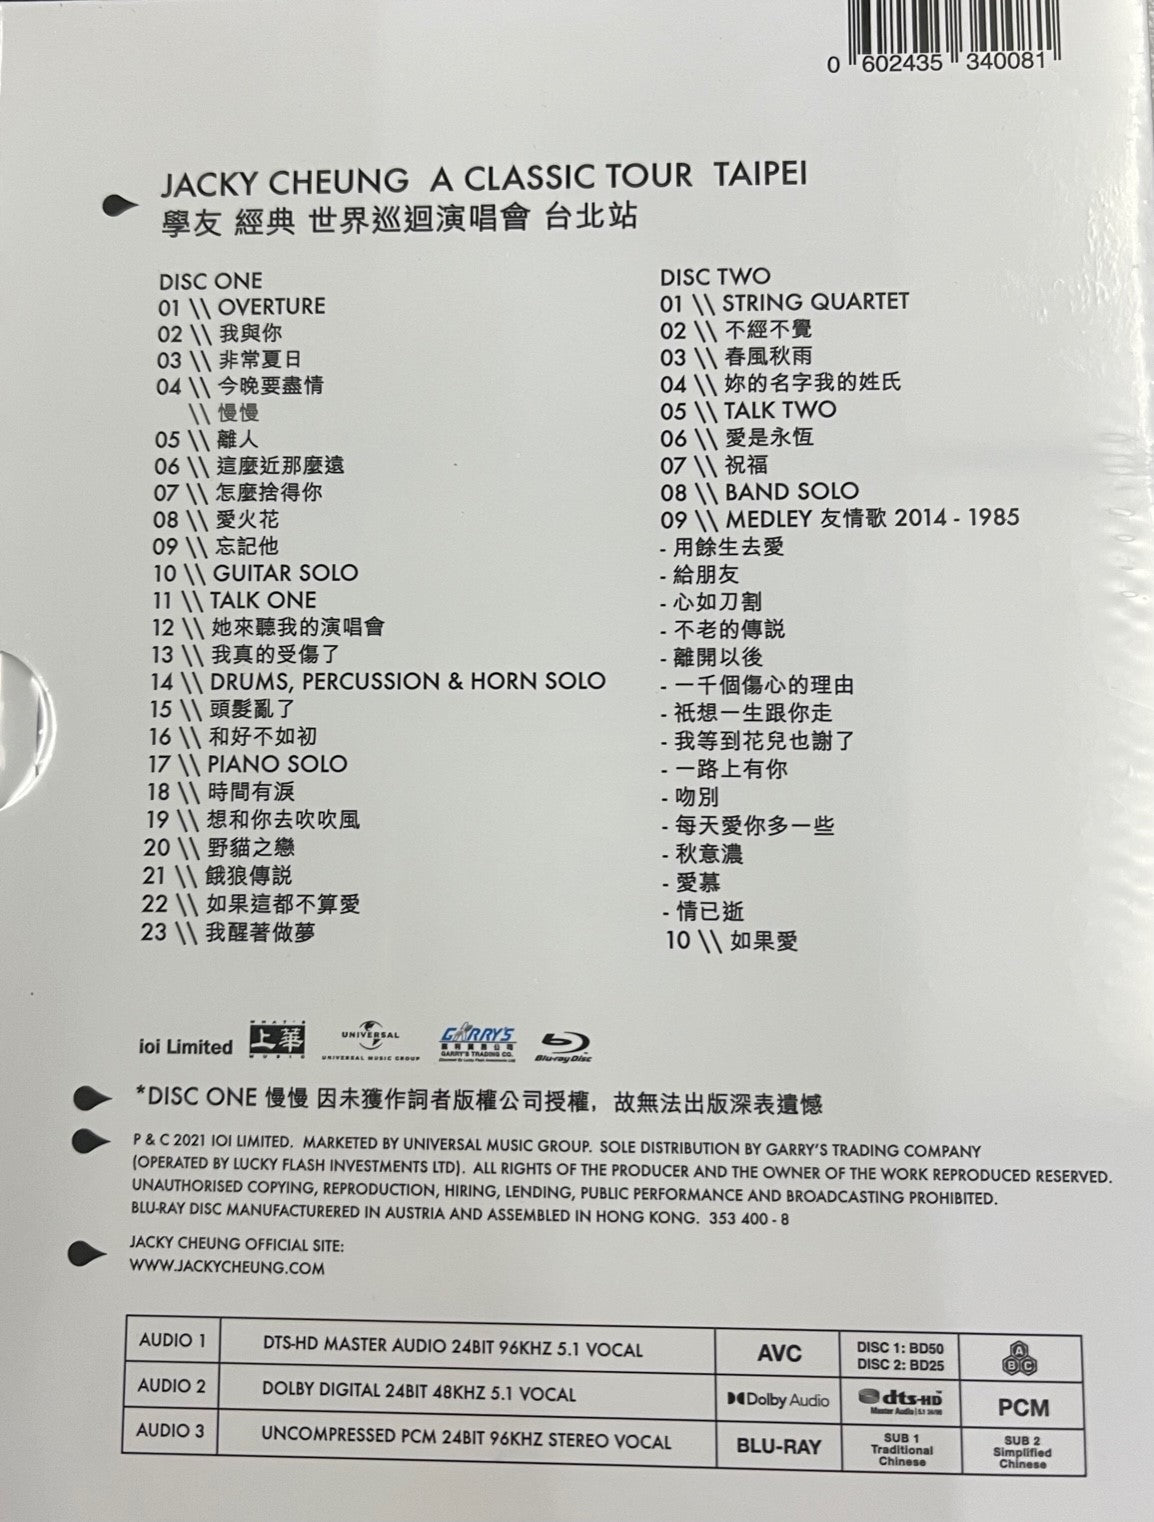 0 602435 340081
JACKY CHEUNG A CLASSIC TOUR TAIPEI
學友 經典 世界巡迴演唱會 台北站
DISC ONE
01 \\ OVERTURE
02 \\ 我與你
03 \\ 非常夏日
04 \\ 今晚要盡情
\\ 慢慢
05 \\ 離人
06 \\ 這麼近那麼遠
07 \\ 怎麼捨得你
08 \\ 愛火花
09 \\ 忘記他
10 \\ GUITAR SOLO
11 \\ TALK ONE
12 \\ 她來聽我的演唱會
13 \\ 我真的受傷了
14 \\ DRUMS, PERCUSSION & HORN SOLO
15 \\ 頭髮亂了
16 \\ 和好不如初
17 \\ PIANO SOLO
18 \\ 時間有淚
19 \\ 想和你去吹吹風
20 \\ 野貓之戀
21 \\ 餓狼傳説
22 \\ 如果這都不算愛
23 \\ 我醒著做夢
DISC TWO
01 \\ STRING QUARTET
02 \\ 不經不覺
03 \\ 春風秋雨
04 \\ 妳的名字我的姓氏
05 \\ TALK TWO
06 \\ 愛是永恆
07 \\ 祝福
08 \\ BAND SOLO
09 \\ MEDLEY 友情歌 2014 - 1985
- 用餘生去愛
- 給朋友
- 心如刀割
- 不老的傳説
- 離開以後
- 一千個傷心的理由
- 祇想一生跟你走
- 我等到花兒也謝了
- 一路上有你
- 吻別
- 每天愛你多一些
- 秋意濃
- 愛慕
- 情已逝
10 \\ 如果愛
ioi Limited
WHAT'S
上華
MUSIC
UNIVERSAL
UNIVERSAL MUSIC GROUP
GARRY'S
GARRY'S TRADING CO.
Blu-ray Disc
*DISC ONE 慢慢 因未獲作詞者版權公司授權，故無法出版深表遺憾
P & C 2021 IOI LIMITED. MARKETED BY UNIVERSAL MUSIC GROUP. SOLE DISTRIBUTION BY GARRY'S TRADING COMPANY
(OPERATED BY LUCKY FLASH INVESTMENTS LTD). ALL RIGHTS OF THE PRODUCER AND THE OWNER OF THE WORK REPRODUCED RESERVED.
UNAUTHORISED COPYING, REPRODUCTION, HIRING, LENDING, PUBLIC PERFORMANCE AND BROADCASTING PROHIBITED.
BLU-RAY DISC MANUFACTURERED IN AUSTRIA AND ASSEMBLED IN HONG KONG. 353 400 - 8
JACKY CHEUNG OFFICIAL SITE:
WWW.JACKYCHEUNG.COM
AUDIO 1 DTS-HD MASTER AUDIO 24BIT 96KHZ 5.1 VOCAL
AUDIO 2 DOLBY DIGITAL 24BIT 48KHZ 5.1 VOCAL
AUDIO 3 UNCOMPRESSED PCM 24BIT 96KHZ STEREO VOCAL
AVC
DISC 1: BD50
DISC 2: BD25
A
B C
Dolby Audio
dts-HD
Master Audio | 5.1 24/96
PCM
BLU-RAY
SUB 1
Traditional
Chinese
SUB 2
Simplified
Chinese